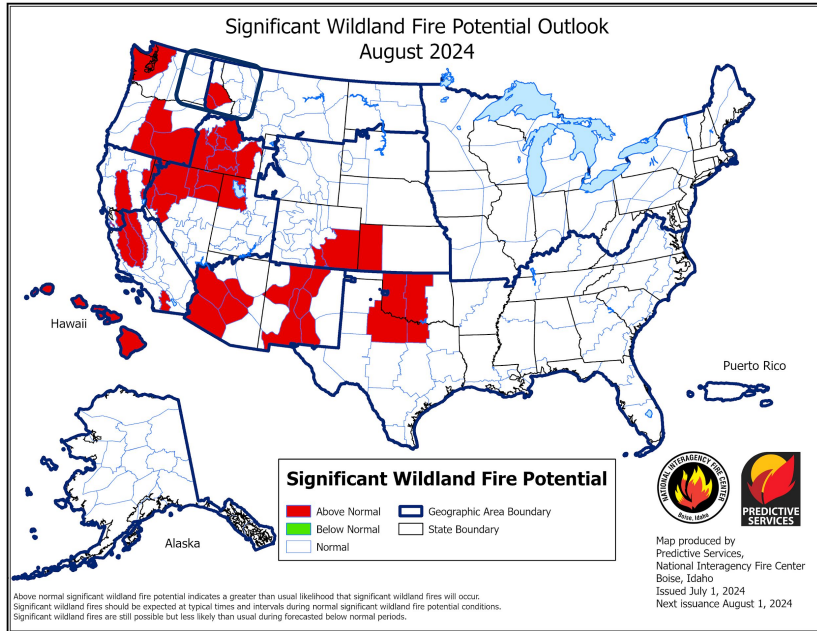 Significant Wildland Fire Potential Outlook
August 2024
Hawaii
Puerto Rico
Alaska
Significant Wildland Fire Potential
Above Normal
Below Normal
Normal
Geographic Area Boundary
State Boundary
NATIONAL INTERAGENCY FIRE CENTER
Boise, Idaho
PREDICTIVE
SERVICES
Map produced by
Predictive Services,
National Interagency Fire Center
Boise, Idaho
Issued July 1, 2024
Next issuance August 1, 2024
Above normal significant wildland fire potential indicates a greater than usual likelihood that significant wildland fires will occur.
Significant wildland fires should be expected at typical times and intervals during normal significant wildland fire potential conditions.
Significant wildland fires are still possible but less likely than usual during forecasted below normal periods.